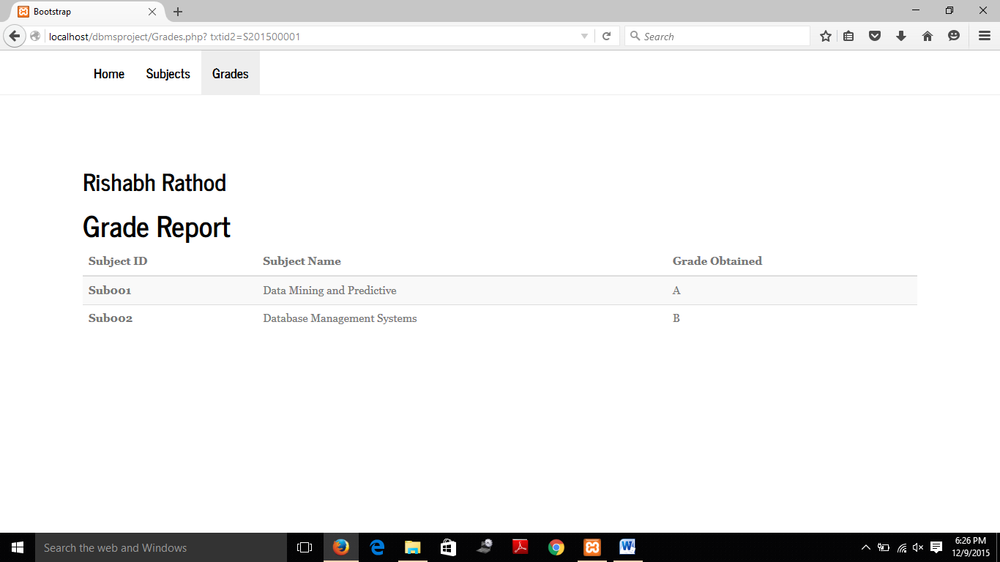 Bootstrap
localhost/dbmsproject/Grades.php? txtid2=S201500001
Search
Home Subjects Grades
Rishabh Rathod
Grade Report
Subject ID Subject Name Grade Obtained
Sub001 Data Mining and Predictive A
Sub002 Database Management Systems B
Search the web and Windows
6:26 PM
12/9/2015